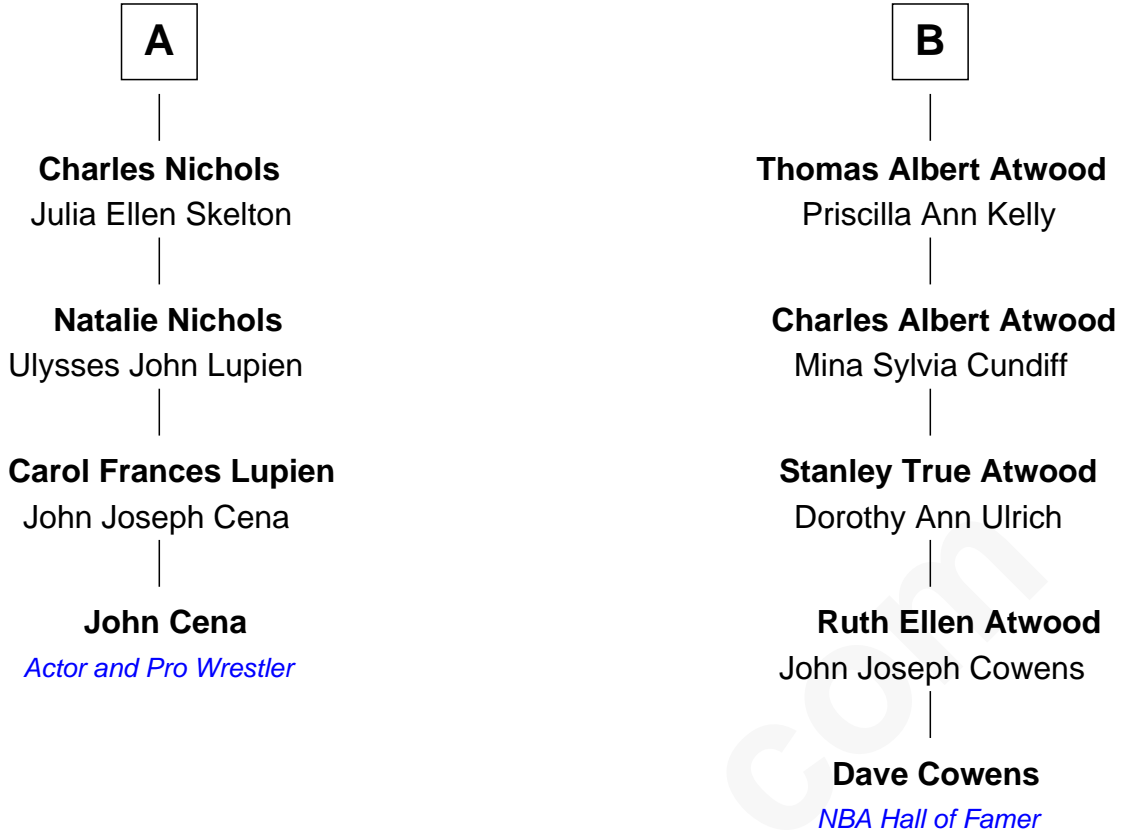 A
Charles Nichols
Julia Ellen Skelton
Natalie Nichols
Ulysses John Lupien
Carol Frances Lupien
John Joseph Cena
John Cena
Actor and Pro Wrestler
B
Thomas Albert Atwood
Priscilla Ann Kelly
Charles Albert Atwood
Mina Sylvia Cundiff
Stanley True Atwood
Dorothy Ann Ulrich
Ruth Ellen Atwood
John Joseph Cowens
Dave Cowens
NBA Hall of Famer
com